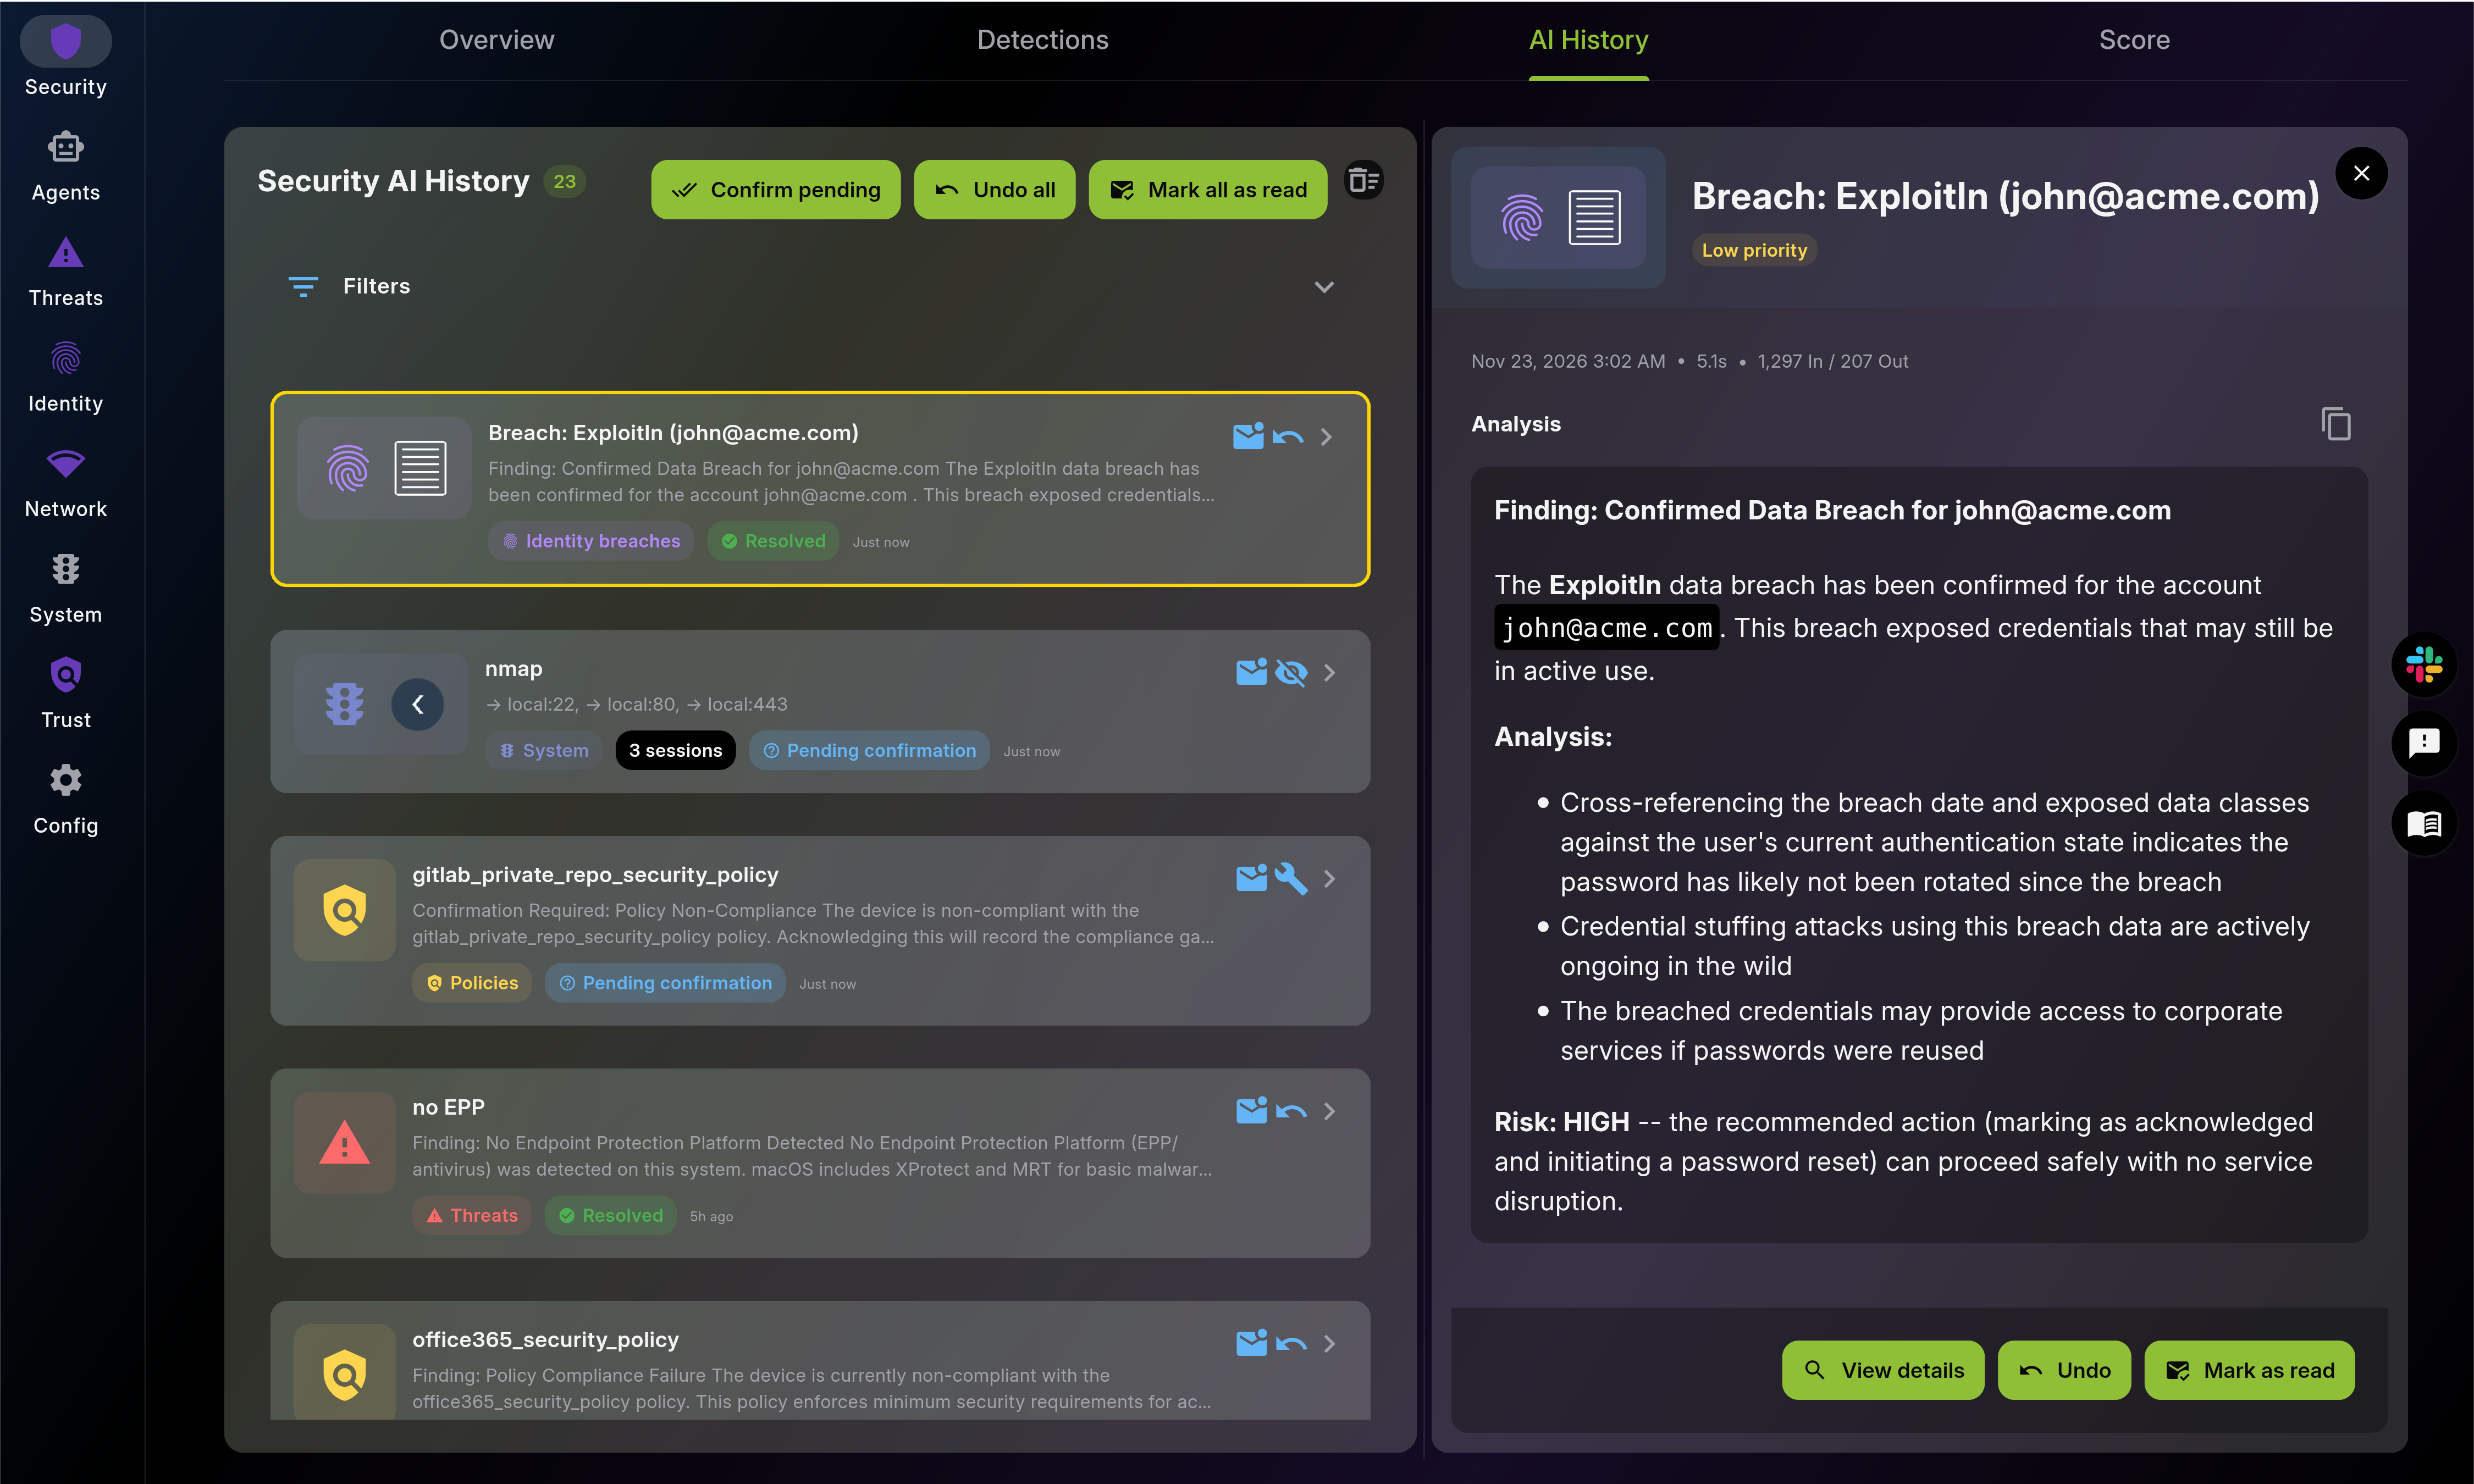 Security
Agents
Threats
Identity
Network
System
Trust
Config
Overview
Detections
AI History
Score
Security AI History 23
Confirm pending
Undo all
Mark all as read
Filters
Breach: ExploitIn (john@acme.com)
Finding: Confirmed Data Breach for john@acme.com The ExploitIn data breach has
been confirmed for the account john@acme.com . This breach exposed credentials...
Identity breaches
Resolved
Just now
nmap
→ local:22, → local:80, → local:443
System
3 sessions
Pending confirmation
Just now
gitlab_private_repo_security_policy
Confirmation Required: Policy Non-Compliance The device is non-compliant with the
gitlab_private_repo_security_policy policy. Acknowledging this will record the compliance ga...
Policies
Pending confirmation
Just now
no EPP
Finding: No Endpoint Protection Platform Detected No Endpoint Protection Platform (EPP/
antivirus) was detected on this system. macOS includes XProtect and MRT for basic malwar...
Threats
Resolved
5h ago
office365_security_policy
Finding: Policy Compliance Failure The device is currently non-compliant with the
office365_security_policy policy. This policy enforces minimum security requirements for ac...
Breach: ExploitIn (john@acme.com)
Low priority
Nov 23, 2026 3:02 AM • 5.1s • 1,297 In / 207 Out
Analysis
Finding: Confirmed Data Breach for john@acme.com
The ExploitIn data breach has been confirmed for the account
john@acme.com. This breach exposed credentials that may still be
in active use.
Analysis:
• Cross-referencing the breach date and exposed data classes
against the user's current authentication state indicates the
password has likely not been rotated since the breach
• Credential stuffing attacks using this breach data are actively
ongoing in the wild
• The breached credentials may provide access to corporate
services if passwords were reused
Risk: HIGH -- the recommended action (marking as acknowledged
and initiating a password reset) can proceed safely with no service
disruption.
View details
Undo
Mark as read